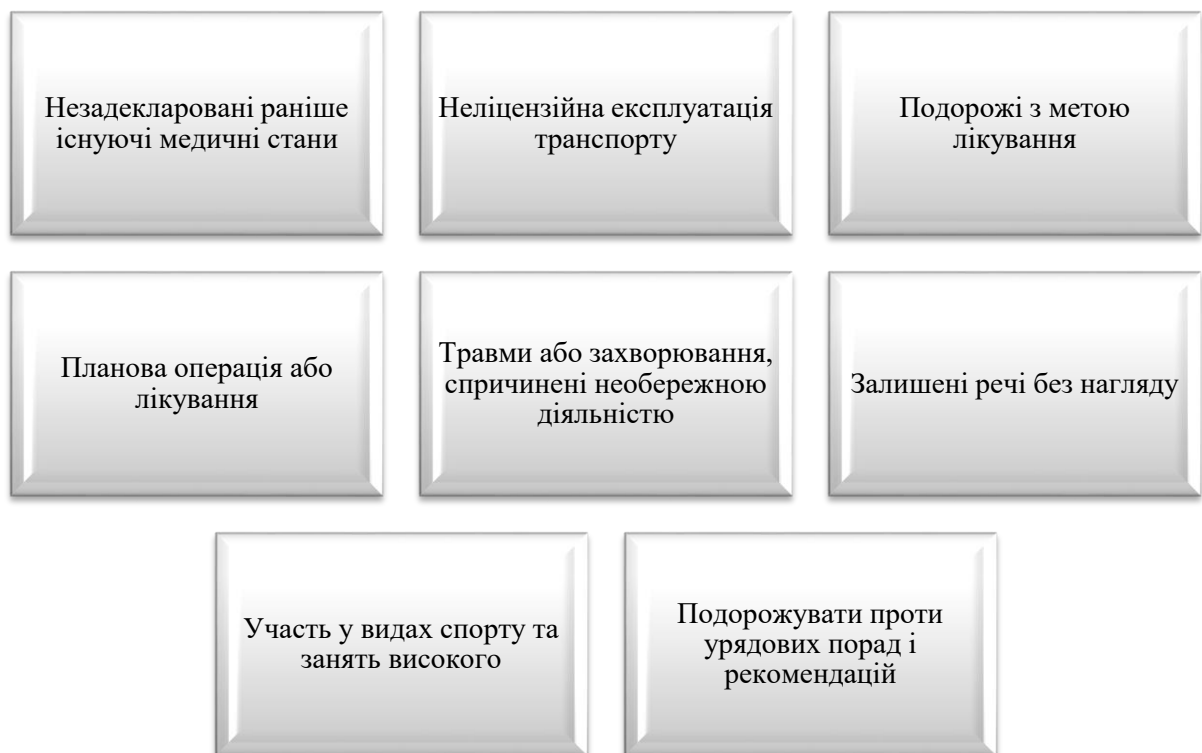 Незадекларовані раніше
існуючі медичні стани
Неліцензійна експлуатація
транспорту
Подорожі з метою
лікування
Планова операція або
лікування
Травми або захворювання,
спричинені необережною
діяльністю
Залишені речі без нагляду
Участь у видах спорту та
занять високого
Подорожувати проти
урядових порад і
рекомендацій